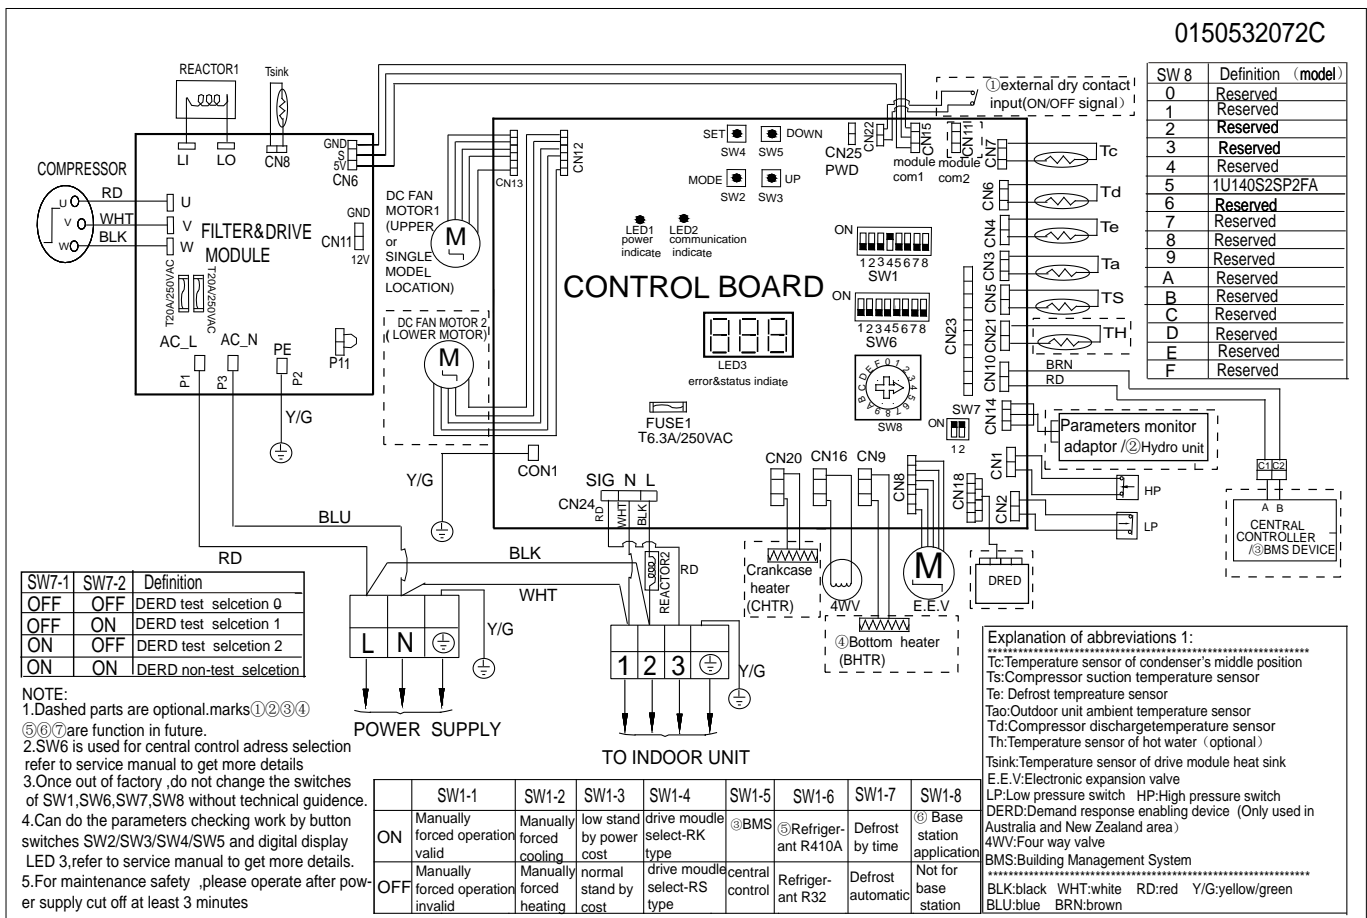 0150532072C
REACTOR1
Tsink
LI
LO
CN8
GND
S
5V
CN6
COMPRESSOR
RD
WHT
BLK
U
V
W
U
V
W
FILTER&DRIVE
MODULE
GND
CN11
12V
T20A/250VAC
T20A/250VAC
AC_L
AC_N
PE
P11
P1
P3
P2
Y/G
DC FAN
MOTOR1
(UPPER
or
SINGLE
MODEL
LOCATION)
M
DC FAN MOTOR 2
(LOWER MOTOR)
M
CN13
CN12
SET
SW4
DOWN
SW5
MODE
SW2
UP
SW3
LED1
power
indicate
LED2
communication
indicate
CN25
PWD
CN22
CN15
CN11
module
com1
module
com2
①external dry contact
input(ON/OFF signal)
CN7
Tc
CN6
Td
CN4
Te
CN3
Ta
CN5
TS
CN21
TH
CN10
BRN
RD
CN14
CN23
ON
12345678
SW1
ON
12345678
SW6
CONTROL BOARD
LED3
error&status indiate
0123456789ABCDEF
SW8
SW7
ON
12
FUSE1
T6.3A/250VAC
CON1
Y/G
SIG N L
CN24
RD
WHT
BLK
REACTOR2
RD
CN20
CN16
CN9
CN8
CN18
CN1
CN2
HP
LP
Parameters monitor
adaptor /②Hydro unit
C1 C2
A B
CENTRAL
CONTROLLER
/③BMS DEVICE
Crankcase
heater
(CHTR)
4WV
M
E.E.V
DRED
④Bottom heater
(BHTR)
BLU
RD
BLK
WHT
L N
Y/G
POWER SUPPLY
1 2 3
Y/G
TO INDOOR UNIT
SW 8 Definition (model)
0 Reserved
1 Reserved
2 Reserved
3 Reserved
4 Reserved
5 1U140S2SP2FA
6 Reserved
7 Reserved
8 Reserved
9 Reserved
A Reserved
B Reserved
C Reserved
D Reserved
E Reserved
F Reserved
SW7-1 SW7-2 Definition
OFF OFF DERD test selcetion 0
OFF ON DERD test selcetion 1
ON OFF DERD test selcetion 2
ON ON DERD non-test selcetion
NOTE:
1.Dashed parts are optional.marks①②③④
⑤⑥⑦are function in future.
2.SW6 is used for central control adress selection
refer to service manual to get more details
3.Once out of factory ,do not change the switches
of SW1,SW6,SW7,SW8 without technical guidence.
4.Can do the parameters checking work by button
switches SW2/SW3/SW4/SW5 and digital display
LED 3,refer to service manual to get more details.
5.For maintenance safety ,please operate after pow-
er supply cut off at least 3 minutes
SW1-1 SW1-2 SW1-3 SW1-4 SW1-5 SW1-6 SW1-7 SW1-8
ON
Manually
forced operation
valid
Manually
forced
cooling
low stand
by power
cost
drive moudle
select-RK
type
③BMS
⑤Refriger-
ant R410A
Defrost
by time
⑥ Base
station
application
OFF
Manually
forced operation
invalid
Manually
forced
heating
normal
stand by
cost
drive moudle
select-RS
type
central
control
Refriger-
ant R32
Defrost
automatic
Not for
base
station
Explanation of abbreviations 1:
Tc:Temperature sensor of condenser's middle position
Ts:Compressor suction temperature sensor
Te: Defrost tempreature sensor
Tao:Outdoor unit ambient temperature sensor
Td:Compressor dischargetemperature sensor
Th:Temperature sensor of hot water (optional)
Tsink:Temperature sensor of drive module heat sink
E.E.V:Electronic expansion valve
LP:Low pressure switch HP:High pressure switch
DERD:Demand response enabling device (Only used in
Australia and New Zealand area)
4WV:Four way valve
BMS:Building Management System
BLK:black WHT:white RD:red Y/G:yellow/green
BLU:blue BRN:brown